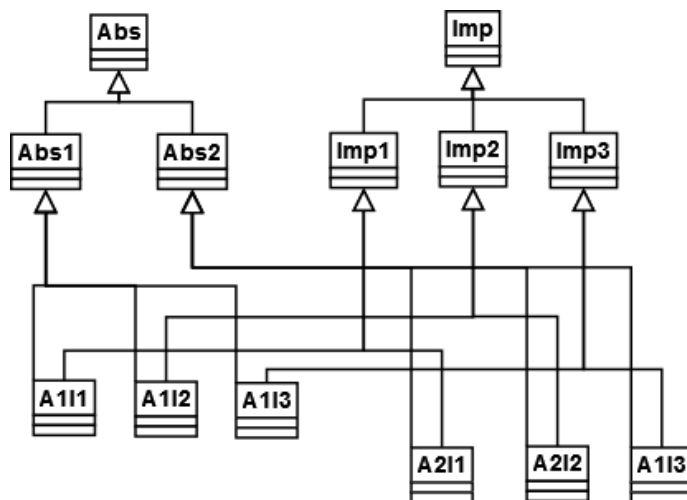 Abs
Imp
Abs1
Abs2
Imp1
Imp2
Imp3
A1I1
A1I2
A1I3
A2I1
A2I2
A1I3